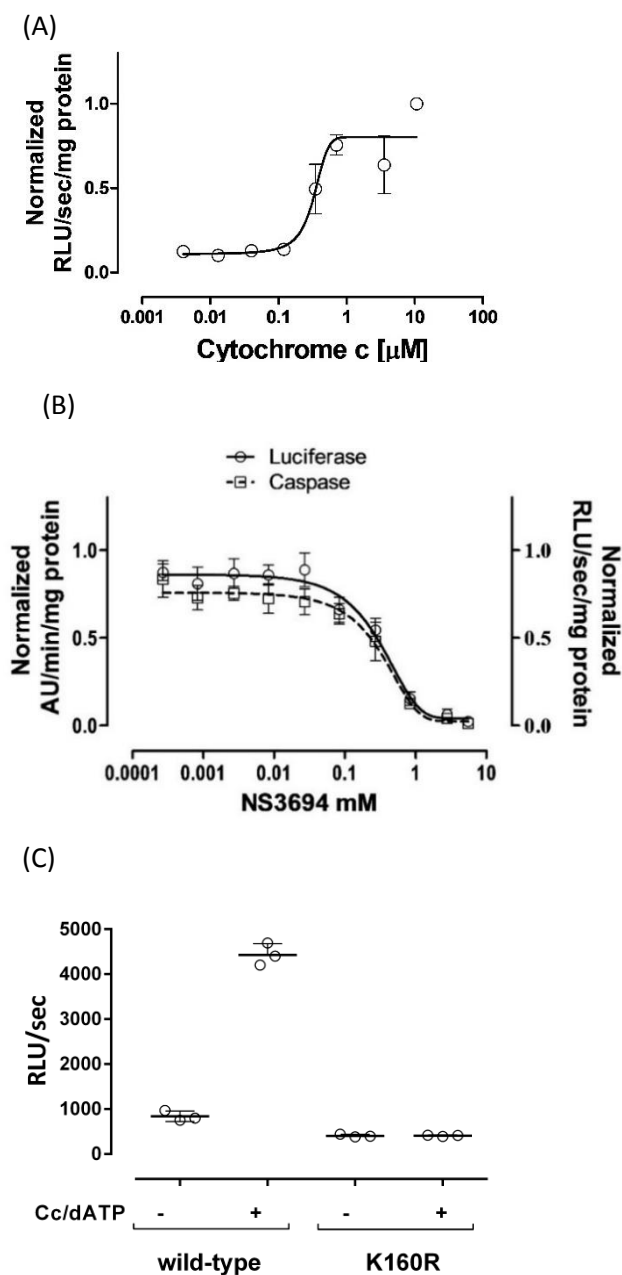 (A)
Normalized
RLU/sec/mg protein
1.0
0.5
0.0
0.001
0.01
0.1
1
10
100
Cytochrome c [µM]
(B)
Luciferase
Caspase
Normalized
AU/min/mg protein
1.0
0.5
0.0
1.0
0.5
0.0
Normalized
RLU/sec/mg protein
0.0001
0.001
0.01
0.1
1
10
NS3694 mM
(C)
RLU/sec
5000
4000
3000
2000
1000
0
Cc/dATP - + - +
wild-type K160R